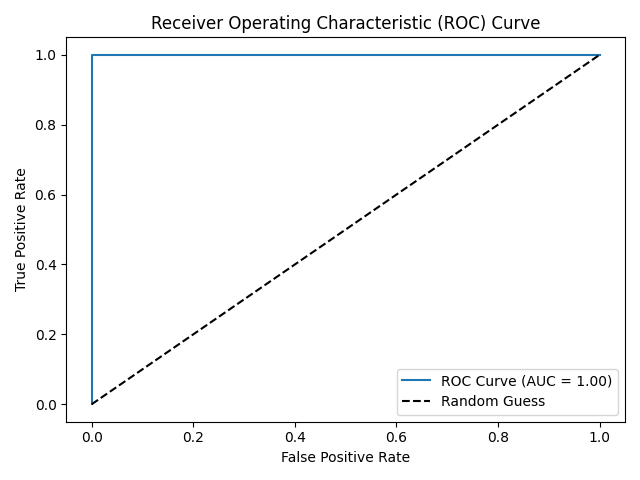 Receiver Operating Characteristic (ROC) Curve
1.0
0.8
0.6
0.4
0.2
0.0
True Positive Rate
ROC Curve (AUC = 1.00)
Random Guess
0.0 0.2 0.4 0.6 0.8 1.0
False Positive Rate